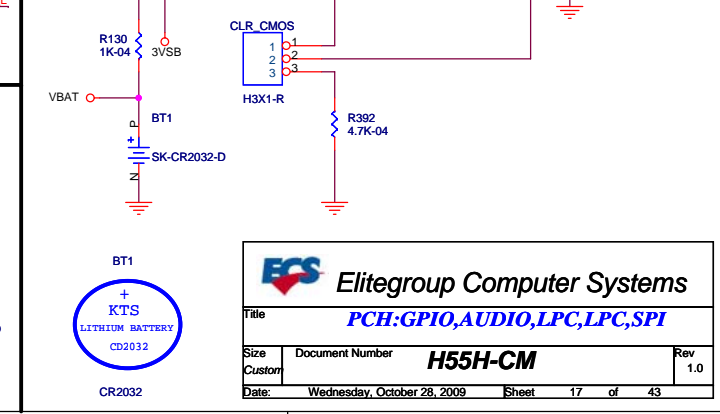 CLR_CMOS
R130
1K-04
3VSB
1
2
3
1
2
3
H3X1-R
VBAT
P
BT1
+
SK-CR2032-D
N
R392
4.7K-04
BT1
+
KTS
LITHIUM BATTERY
CD2032
CR2032
ECS
Elitegroup Computer Systems
Title
PCH:GPIO,AUDIO,LPC,LPC,SPI
Size
Custom
Document Number
H55H-CM
Rev
1.0
Date:
Wednesday, October 28, 2009
Sheet 17 of 43